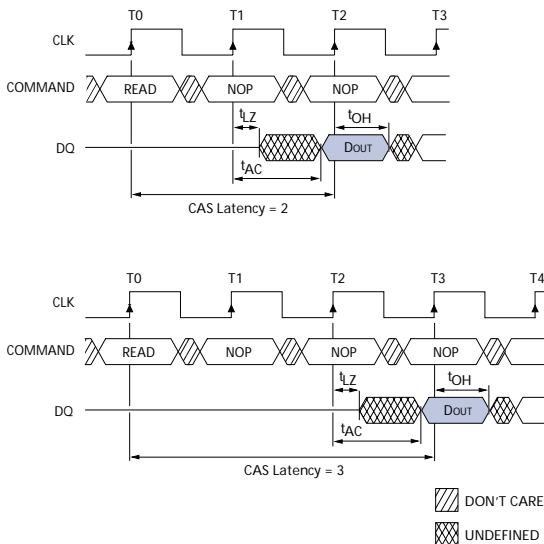 T0 T1 T2 T3
CLK
COMMAND READ NOP NOP
tLZ tOH
DQ DOUT
tAC
CAS Latency = 2
T0 T1 T2 T3 T4
CLK
COMMAND READ NOP NOP NOP
tLZ tOH
DQ DOUT
tAC
CAS Latency = 3
DON'T CARE
UNDEFINED